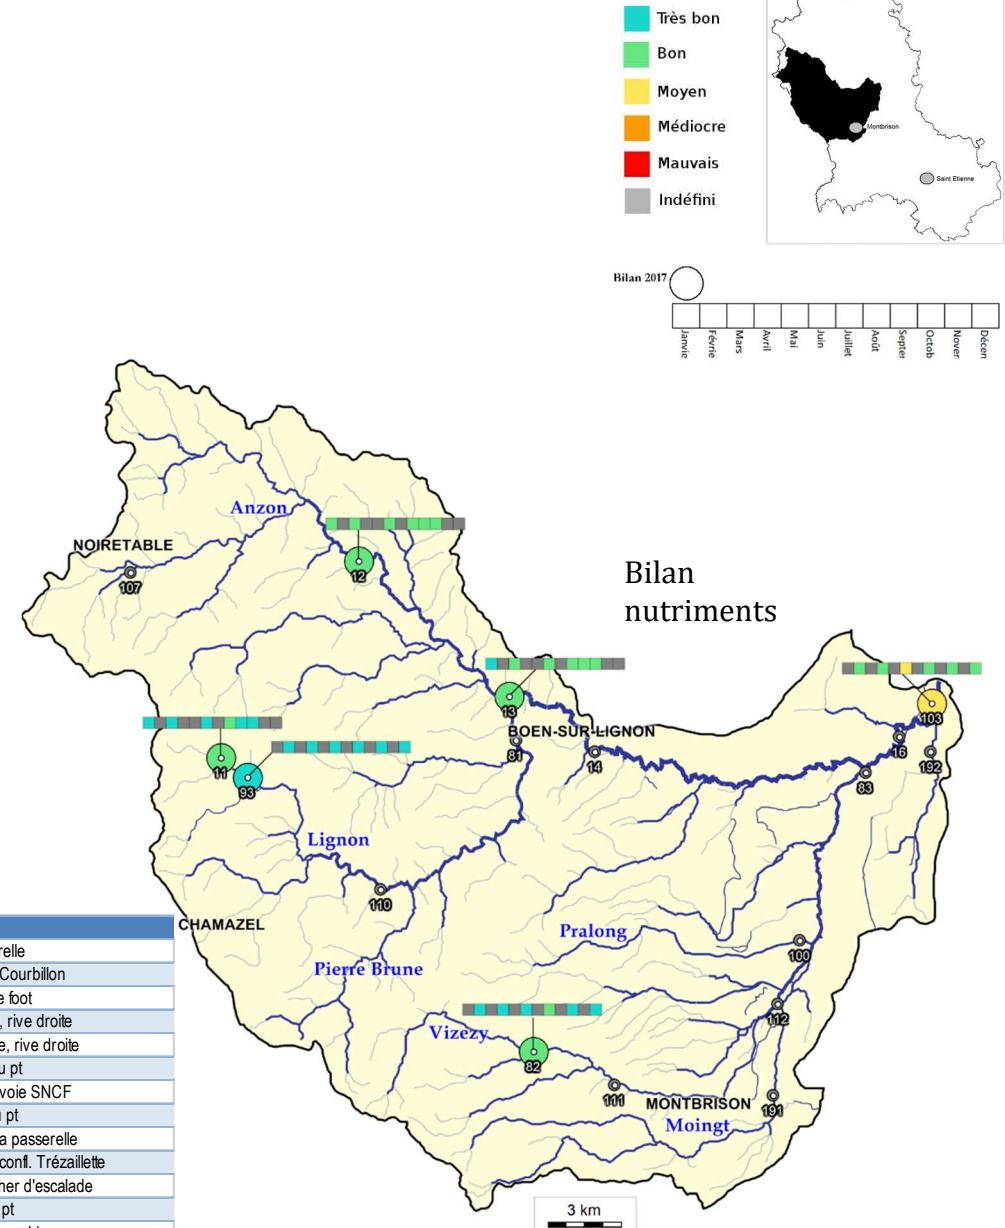 Très bon
Bon
Moyen
Médiocre
Mauvais
Indéfini
Montbrison
Saint Etienne
Bilan 2017
Janvie
Février
Mars
Avril
Mai
Juin
Juillet
Août
Septer
Octob
Nover
Décen
Bilan
nutriments
Anzon
NOIRETABLE
107
12
13
BOEN-SUR-LIGNON
81
14
103
16
192
83
11
93
Lignon
110
CHAMAZEL
Pralong
100
Pierre Brune
112
Vizezy
82
111
MONTBRISON
191
Moingt
relle
Courbillon
e foot
, rive droite
e, rive droite
u pt
voie SNCF
pt
a passerelle
confl. Trézaillette
her d'escalade
pt
3 km